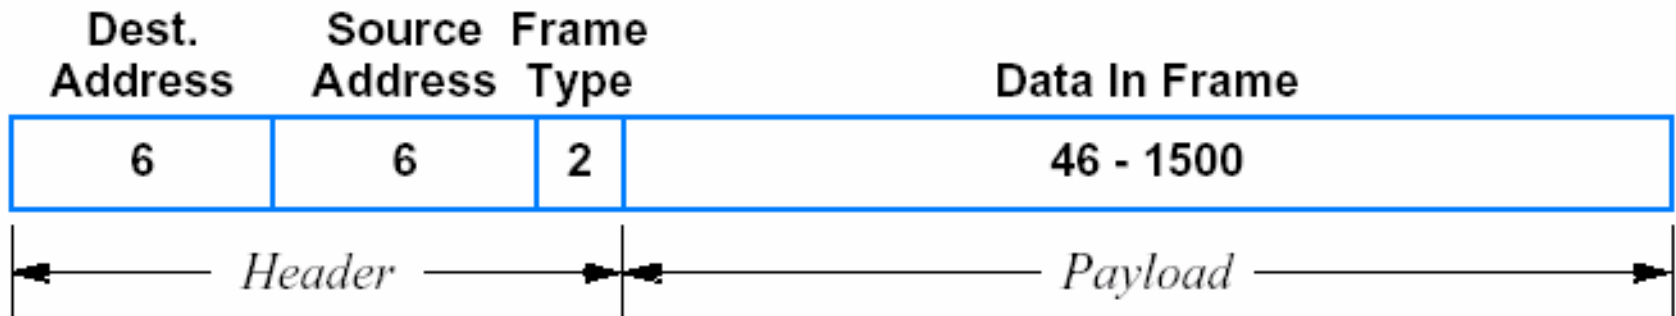 Dest.
Address
Source
Address
Frame
Type
Data In Frame
6
6
2
46 - 1500
Header
Payload